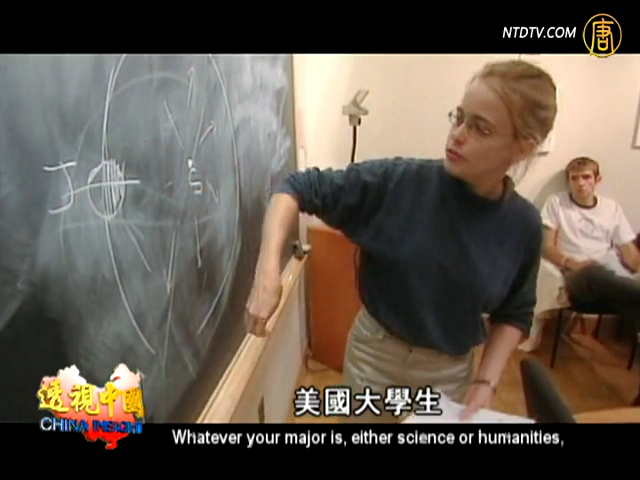 NTDTV.COM
唐
J
美國大學生
透視中國
CHINA INSIGHT
Whatever your major is, either science or humanities,